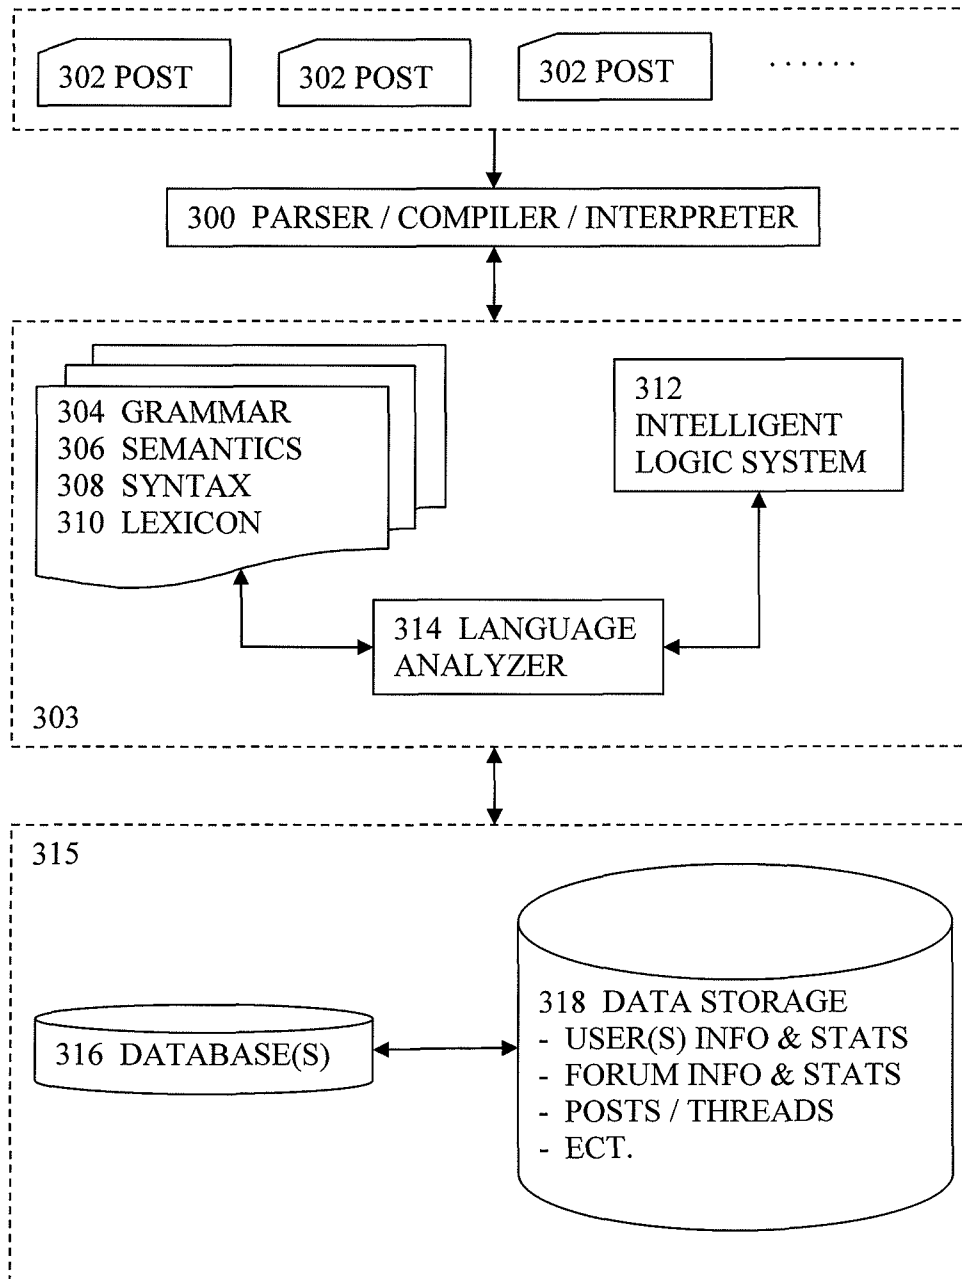 302 POST
302 POST
302 POST
······
300 PARSER / COMPILER / INTERPRETER
304 GRAMMAR
306 SEMANTICS
308 SYNTAX
310 LEXICON
312
INTELLIGENT
LOGIC SYSTEM
314 LANGUAGE
ANALYZER
303
315
316 DATABASE(S)
318 DATA STORAGE
- USER(S) INFO & STATS
- FORUM INFO & STATS
- POSTS / THREADS
- ECT.